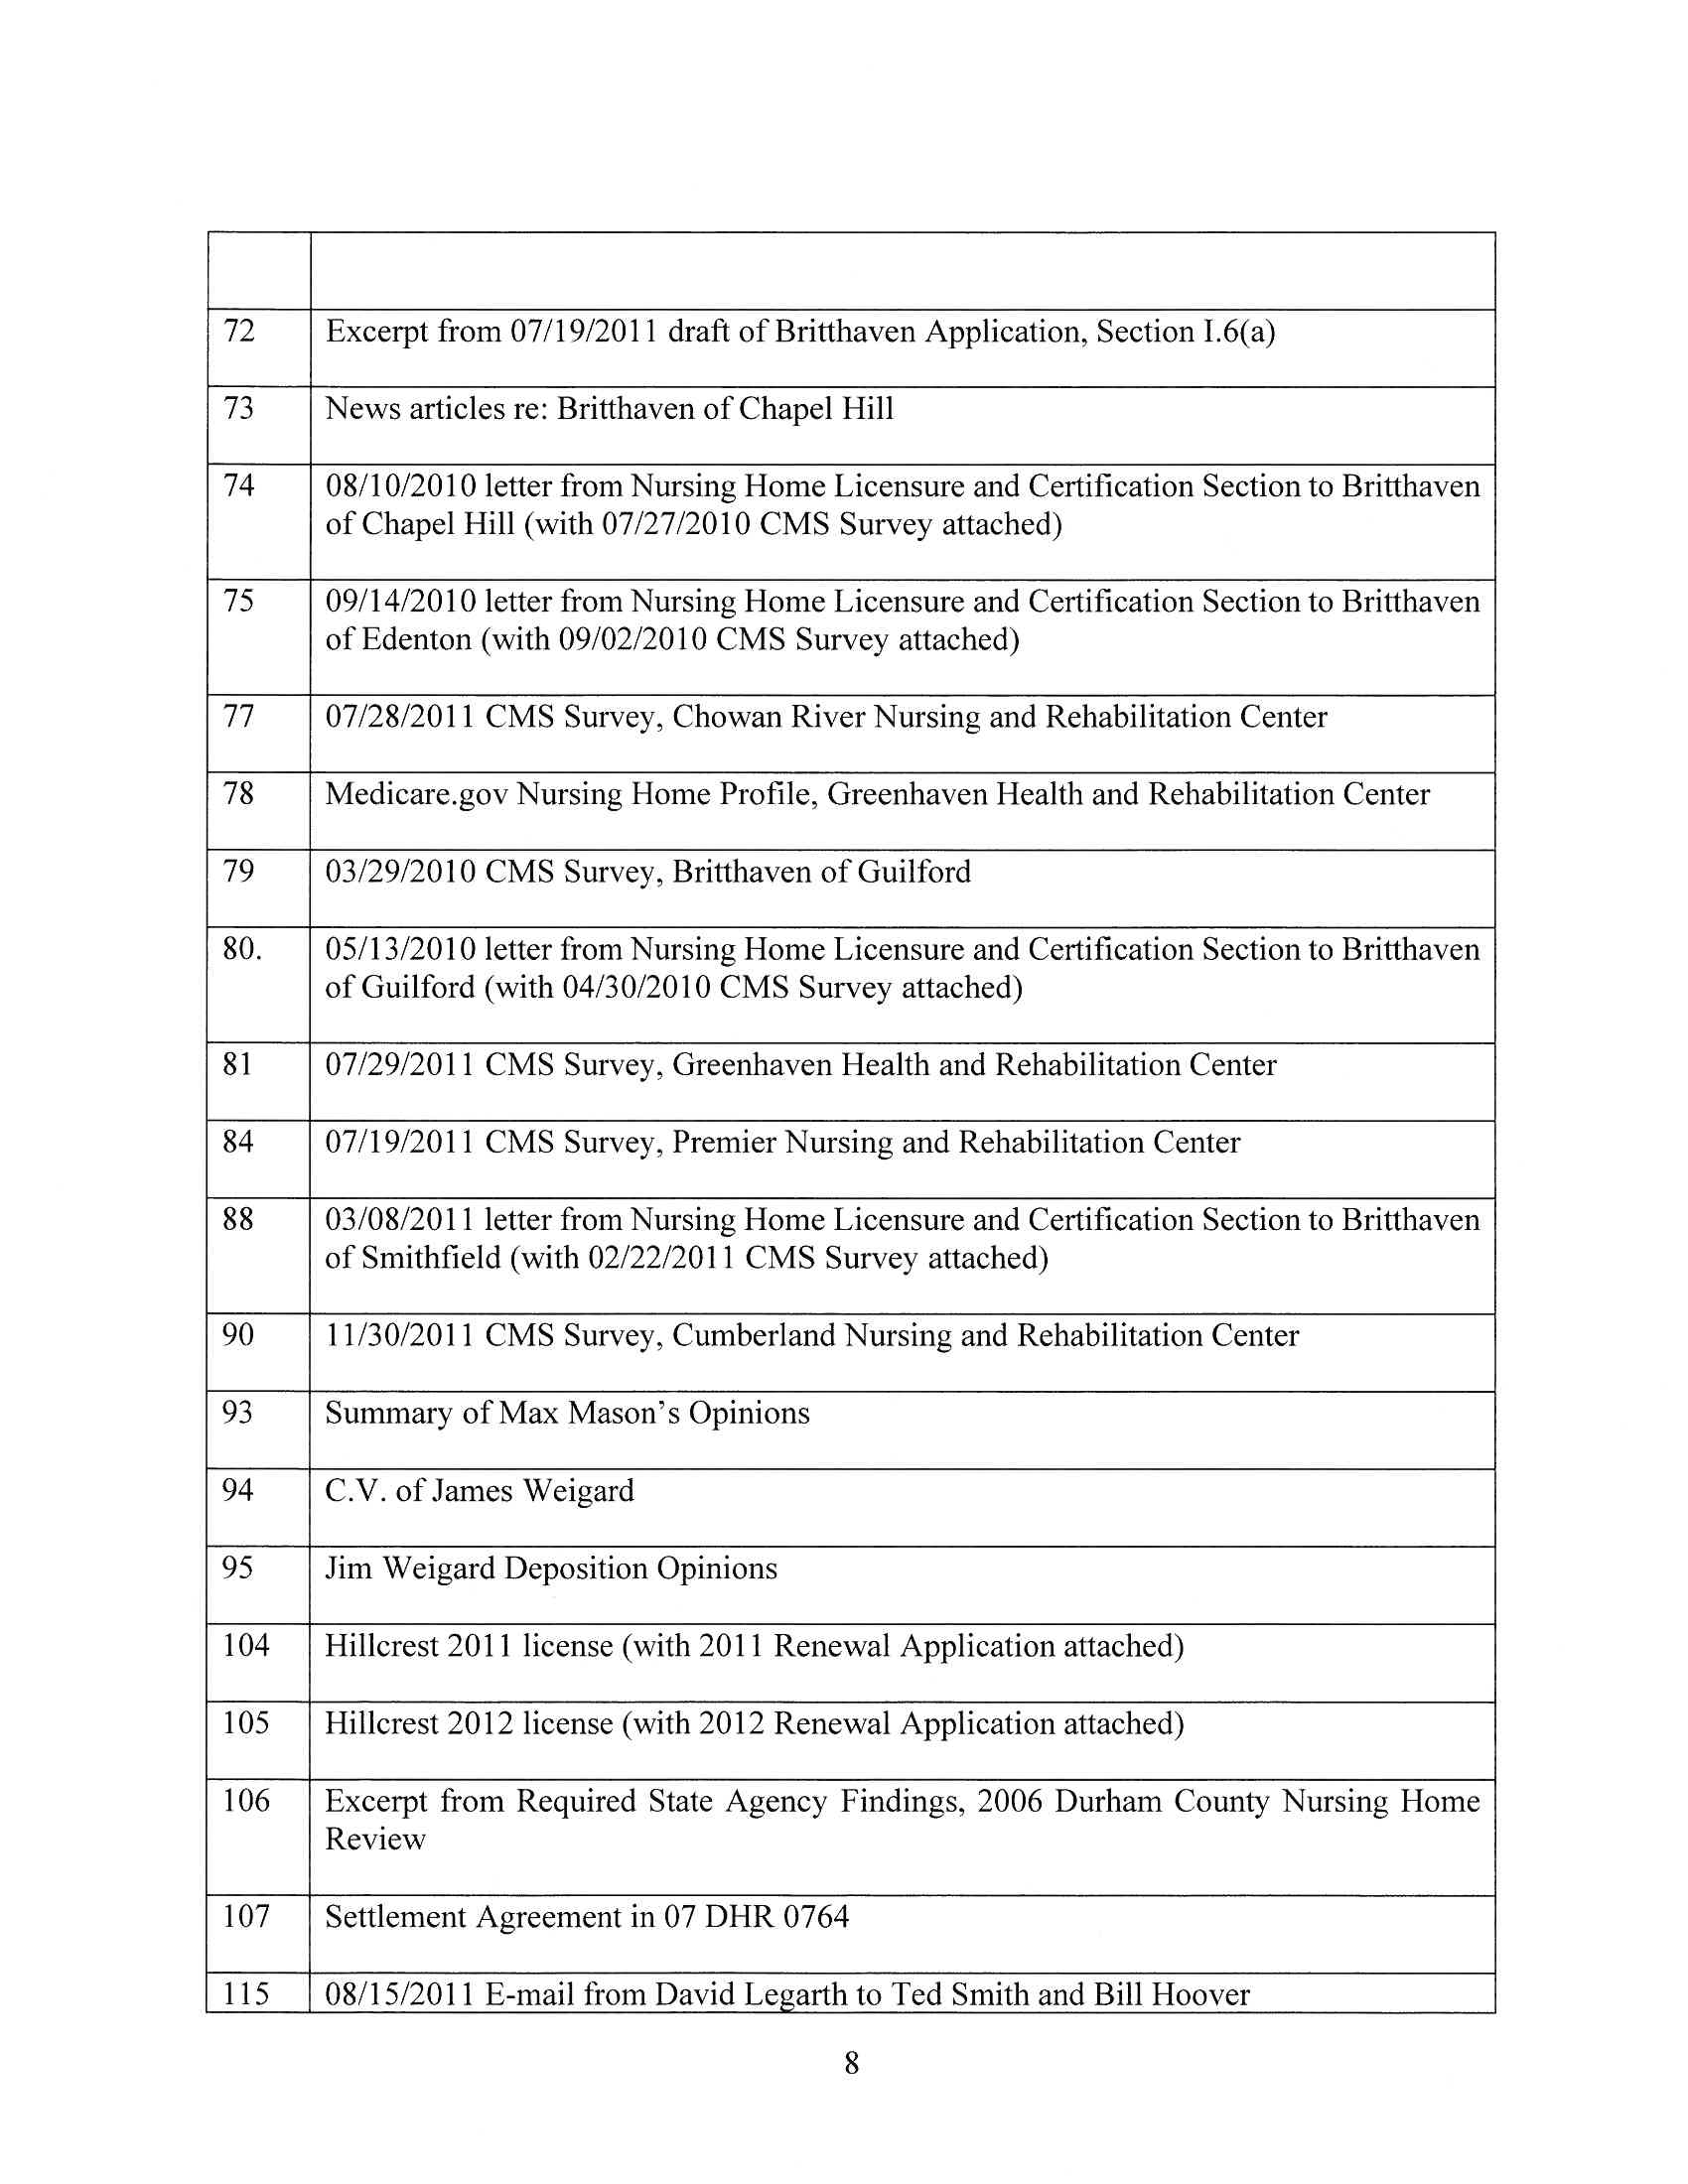 72 Excerpt from 07/19/2011 draft of Britthaven Application, Section I.6(a)
73 News articles re: Britthaven of Chapel Hill
74 08/10/2010 letter from Nursing Home Licensure and Certification Section to Britthaven
of Chapel Hill (with 07/27/2010 CMS Survey attached)
75 09/14/2010 letter from Nursing Home Licensure and Certification Section to Britthaven
of Edenton (with 09/02/2010 CMS Survey attached)
77 07/28/2011 CMS Survey, Chowan River Nursing and Rehabilitation Center
78 Medicare.gov Nursing Home Profile, Greenhaven Health and Rehabilitation Center
79 03/29/2010 CMS Survey, Britthaven of Guilford
80. 05/13/2010 letter from Nursing Home Licensure and Certification Section to Britthaven
of Guilford (with 04/30/2010 CMS Survey attached)
81 07/29/2011 CMS Survey, Greenhaven Health and Rehabilitation Center
84 07/19/2011 CMS Survey, Premier Nursing and Rehabilitation Center
88 03/08/2011 letter from Nursing Home Licensure and Certification Section to Britthaven
of Smithfield (with 02/22/2011 CMS Survey attached)
90 11/30/2011 CMS Survey, Cumberland Nursing and Rehabilitation Center
93 Summary of Max Mason's Opinions
94 C.V. of James Weigard
95 Jim Weigard Deposition Opinions
104 Hillcrest 2011 license (with 2011 Renewal Application attached)
105 Hillcrest 2012 license (with 2012 Renewal Application attached)
106 Excerpt from Required State Agency Findings, 2006 Durham County Nursing Home
Review
107 Settlement Agreement in 07 DHR 0764
115 08/15/2011 E-mail from David Legarth to Ted Smith and Bill Hoover
8